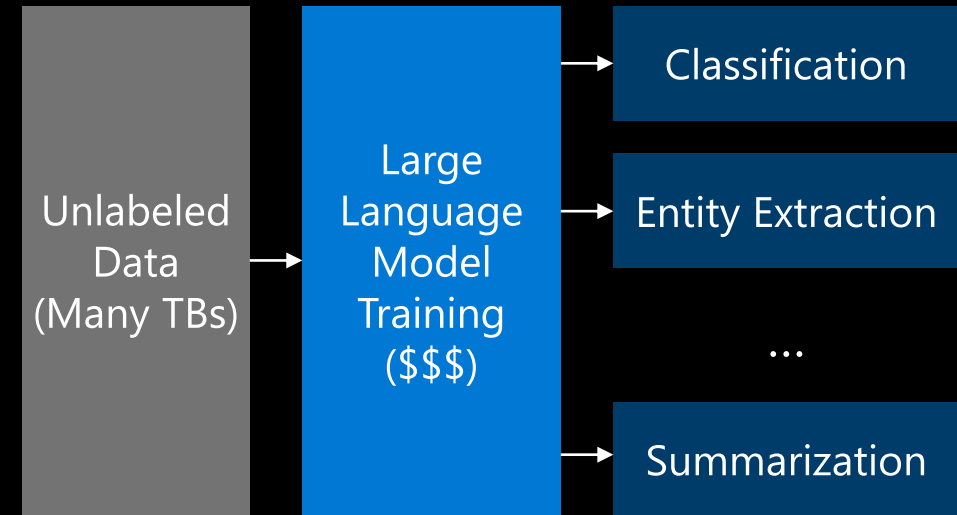 Unlabeled
Data
(Many TBs)
Large
Language
Model
Training
($$$)
Classification
Entity Extraction
...
Summarization